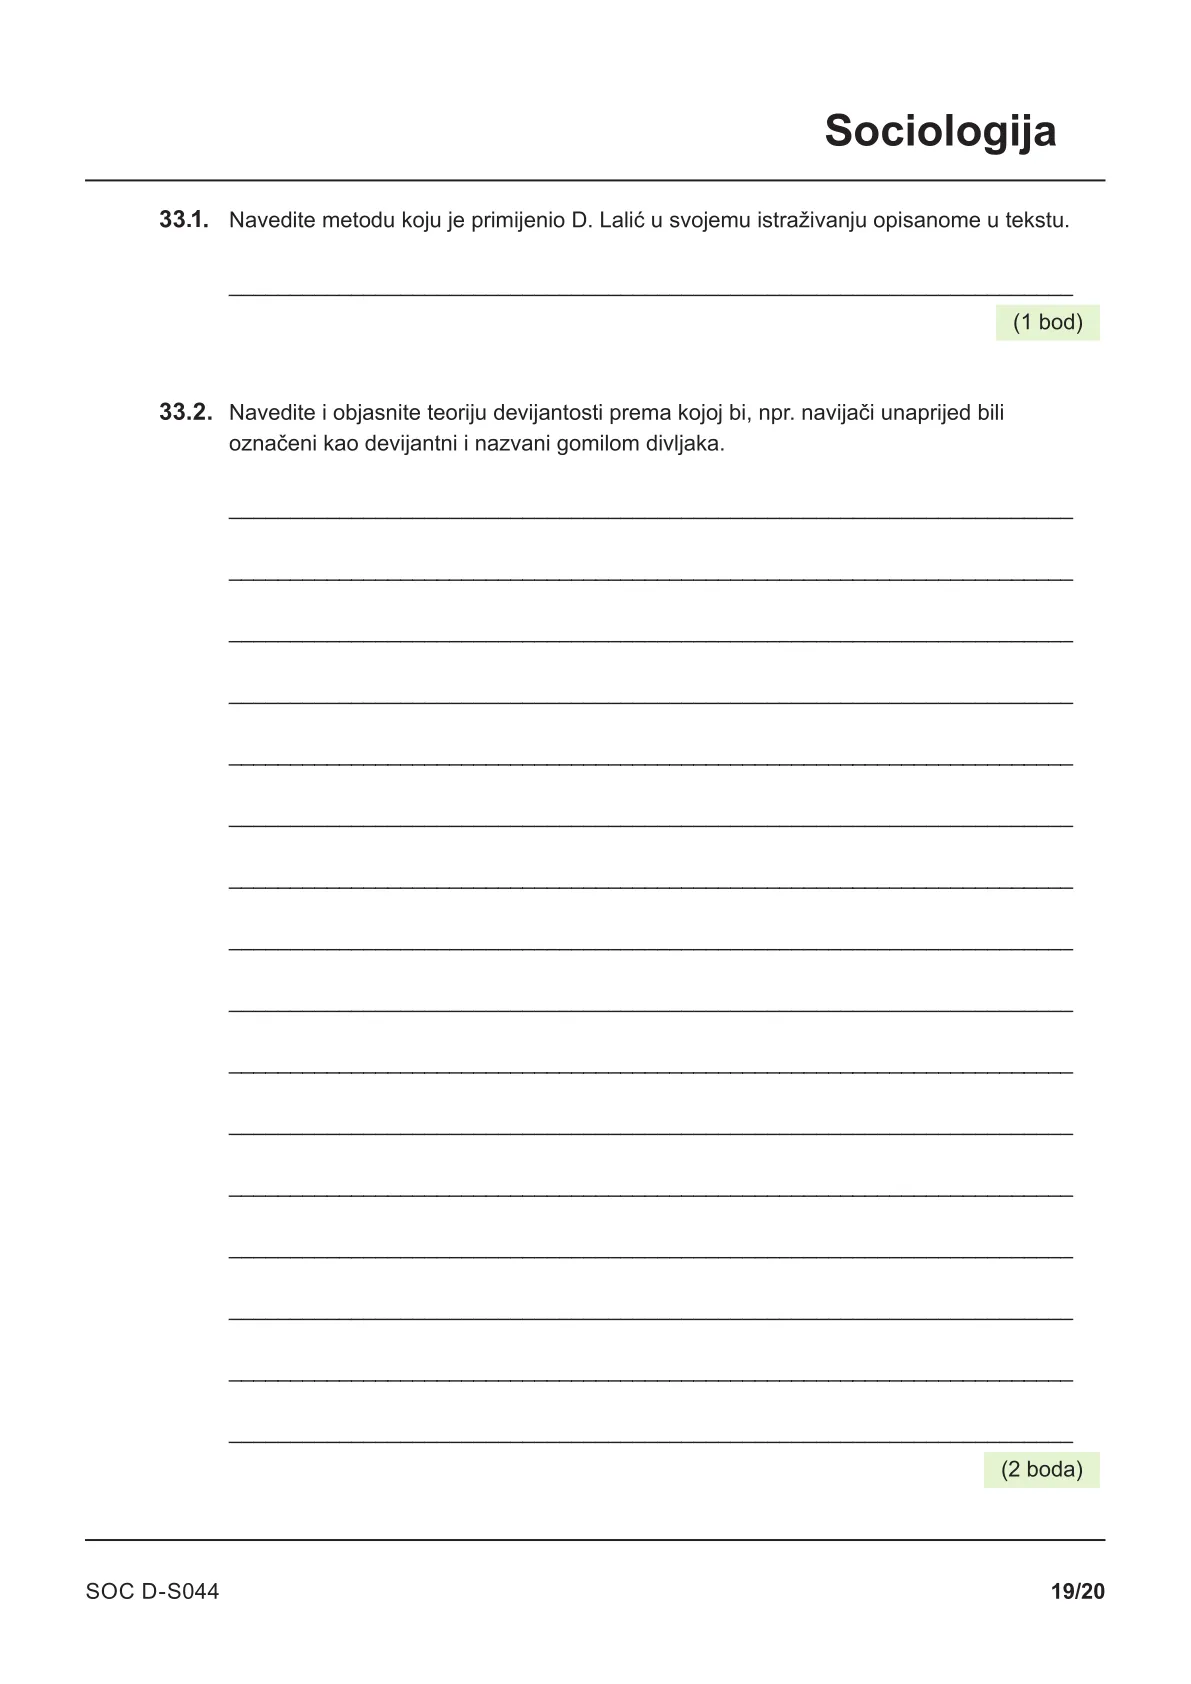 Sociologija
33.1. Navedite metodu koju je primijenio D. Lalić u svojemu istraživanju opisanome u tekstu.
(1 bod)
33.2. Navedite i objasnite teoriju devijantosti prema kojoj bi, npr. navijači unaprijed bili
označeni kao devijantni i nazvani gomilom divljaka.
(2 boda)
SOC D-S044
19/20